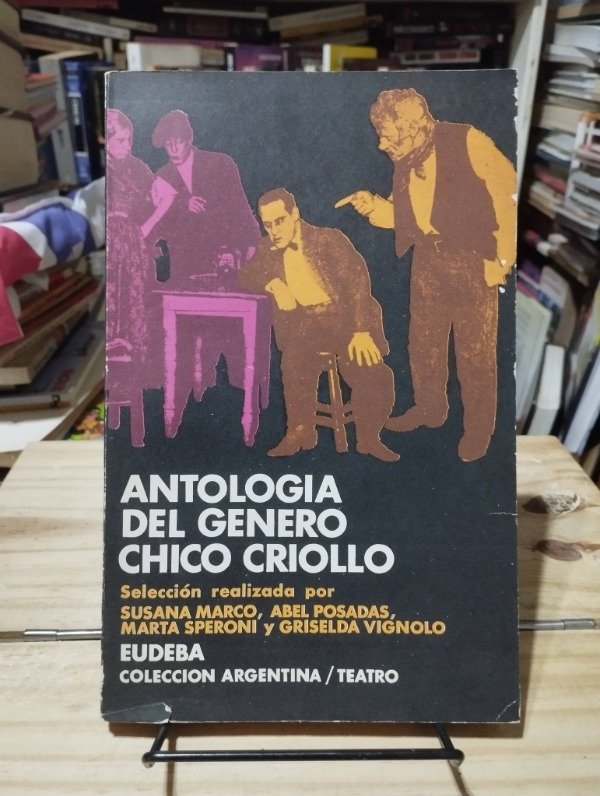 ANTOLOGIA
DEL GENERO
CHICO CRIOLLO
Selección realizada por
SUSANA MARCO, ABEL POSADAS,
MARTA SPERONI y GRISELDA VIGNOLO
EUDEBA
COLECCION ARGENTINA / TEATRO